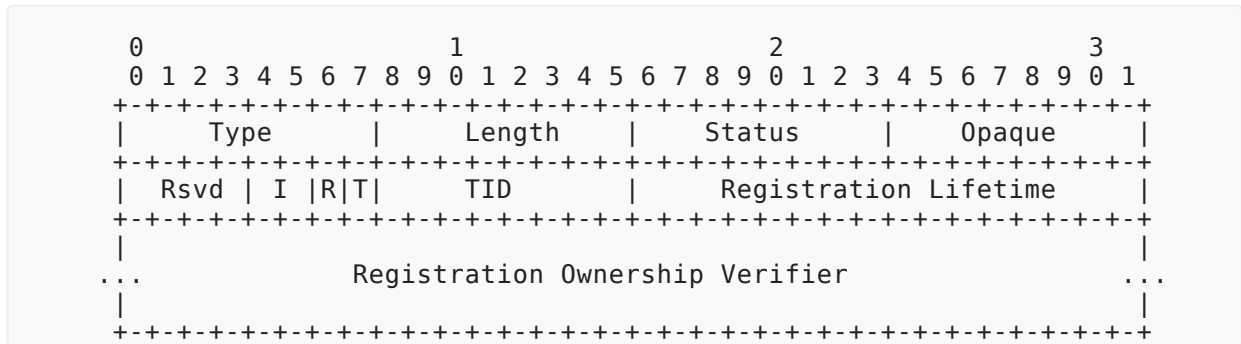 0                   1                   2                   3
 0 1 2 3 4 5 6 7 8 9 0 1 2 3 4 5 6 7 8 9 0 1 2 3 4 5 6 7 8 9 0 1
+-+-+-+-+-+-+-+-+-+-+-+-+-+-+-+-+-+-+-+-+-+-+-+-+-+-+-+-+-+-+-+-+
|     Type      |     Length    |    Status     |    Opaque     |
+-+-+-+-+-+-+-+-+-+-+-+-+-+-+-+-+-+-+-+-+-+-+-+-+-+-+-+-+-+-+-+-+
|  Rsvd | I |R|T|     TID       |     Registration Lifetime     |
+-+-+-+-+-+-+-+-+-+-+-+-+-+-+-+-+-+-+-+-+-+-+-+-+-+-+-+-+-+-+-+-+
|                                                               |
...             Registration Ownership Verifier                 ...
|                                                               |
+-+-+-+-+-+-+-+-+-+-+-+-+-+-+-+-+-+-+-+-+-+-+-+-+-+-+-+-+-+-+-+-+